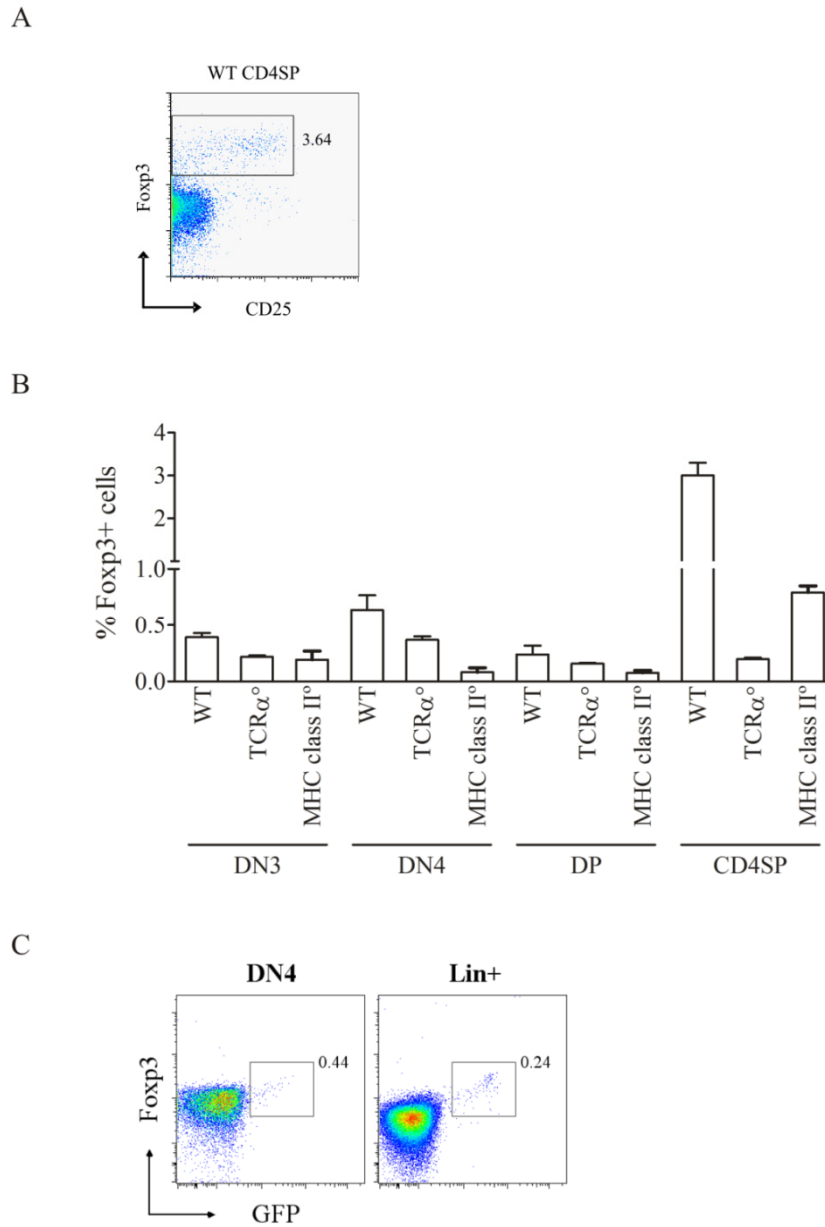 A
WT CD4SP
3.64
Foxp3
CD25
B
% Foxp3+ cells
4
3
2
1.0
0.5
0.0
WT
TCRα°
MHC class II°
WT
TCRα°
MHC class II°
WT
TCRα°
MHC class II°
WT
TCRα°
MHC class II°
DN3
DN4
DP
CD4SP
C
DN4
Lin+
0.44
0.24
Foxp3
GFP